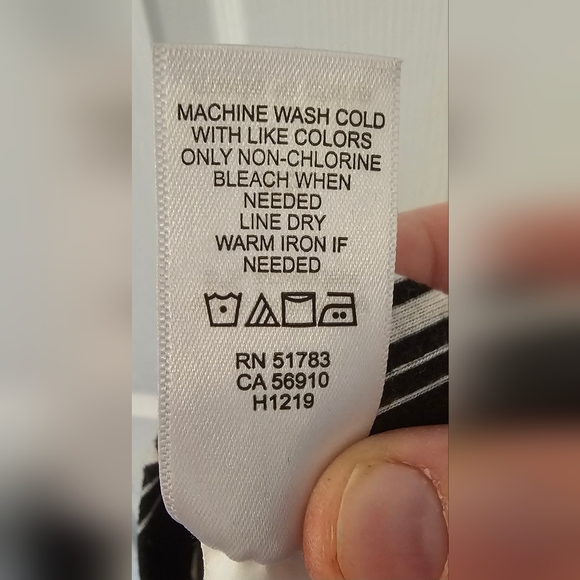 MACHINE WASH COLD
WITH LIKE COLORS
ONLY NON-CHLORINE
BLEACH WHEN
NEEDED
LINE DRY
WARM IRON IF
NEEDED
RN 51783
CA 56910
H1219